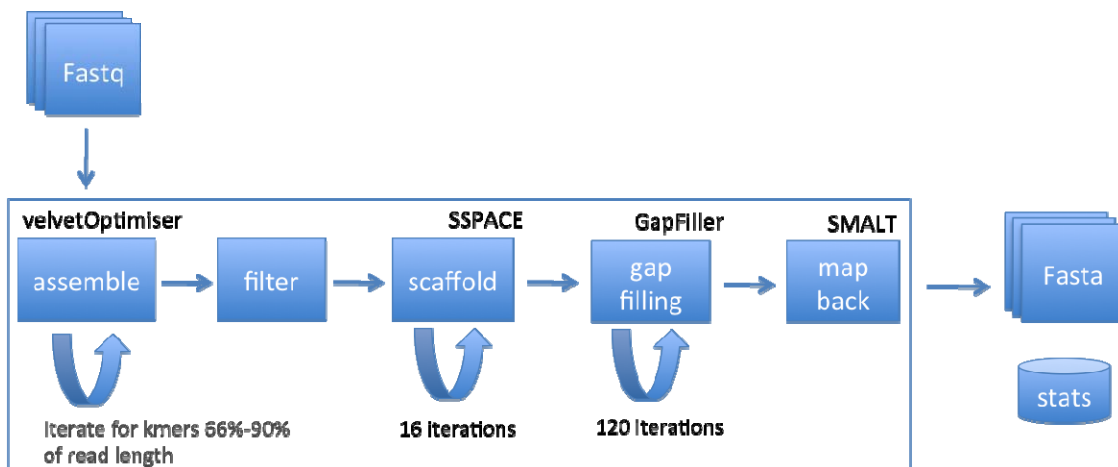 Fastq
velvetOptimiser
SSPACE
GapFiller
SMALT
assemble
filter
scaffold
gap
filling
map
back
Fasta
Iterate for kmers 66%-90%
of read length
16 iterations
120 iterations
stats